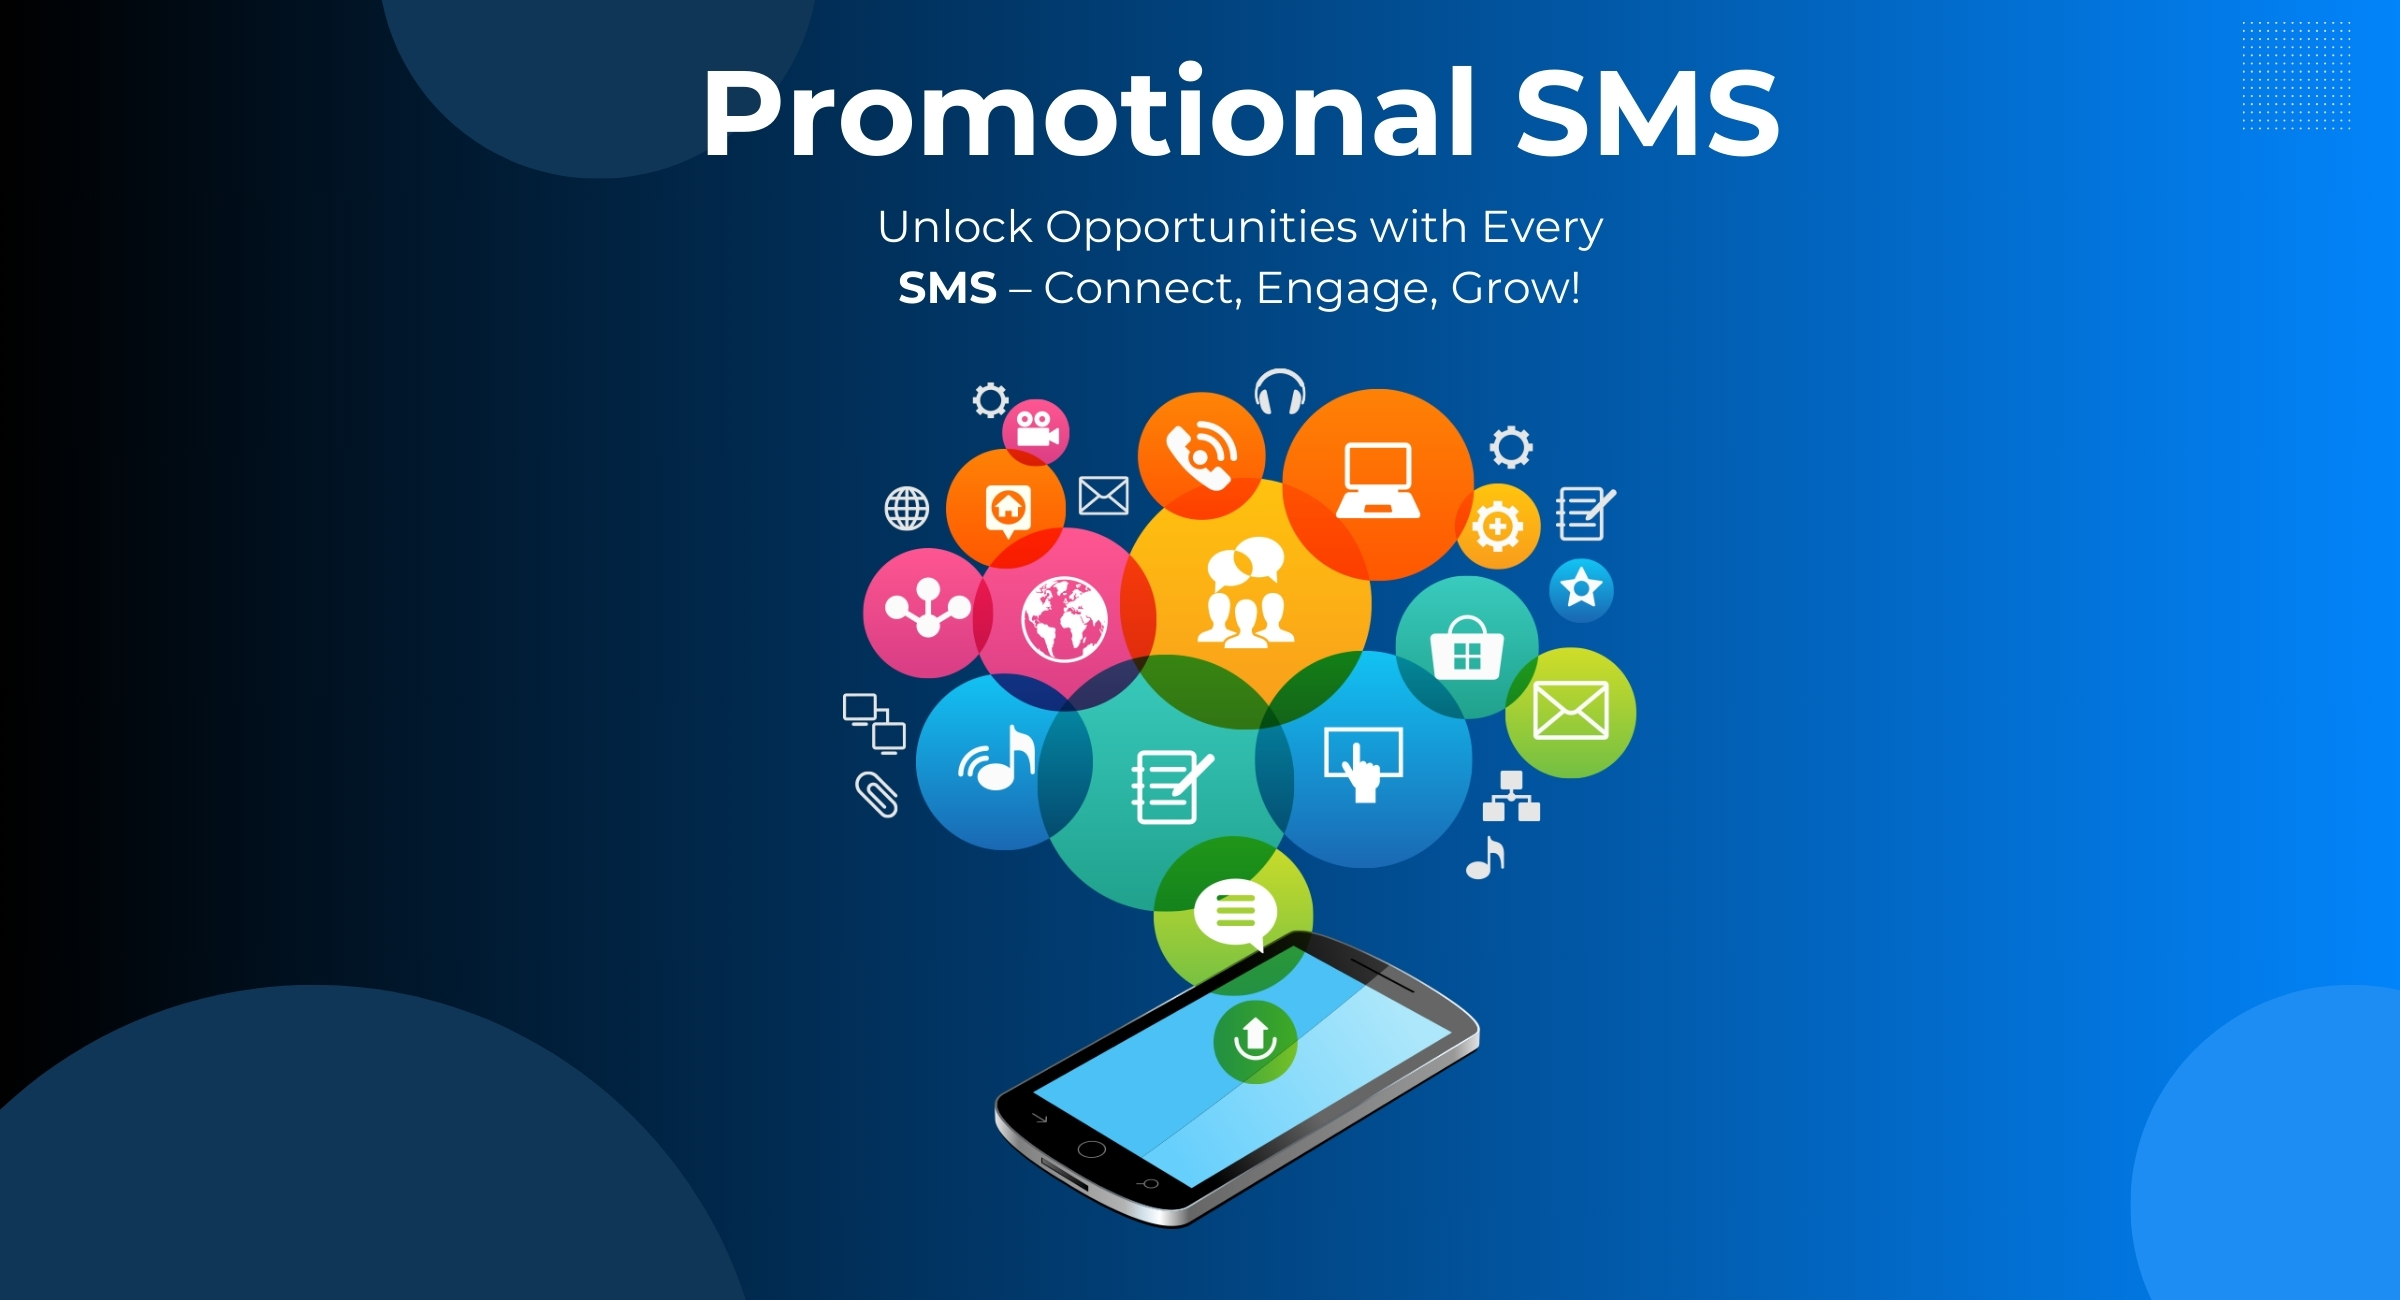 Promotional SMS
Unlock Opportunities with Every
SMS – Connect, Engage, Grow!